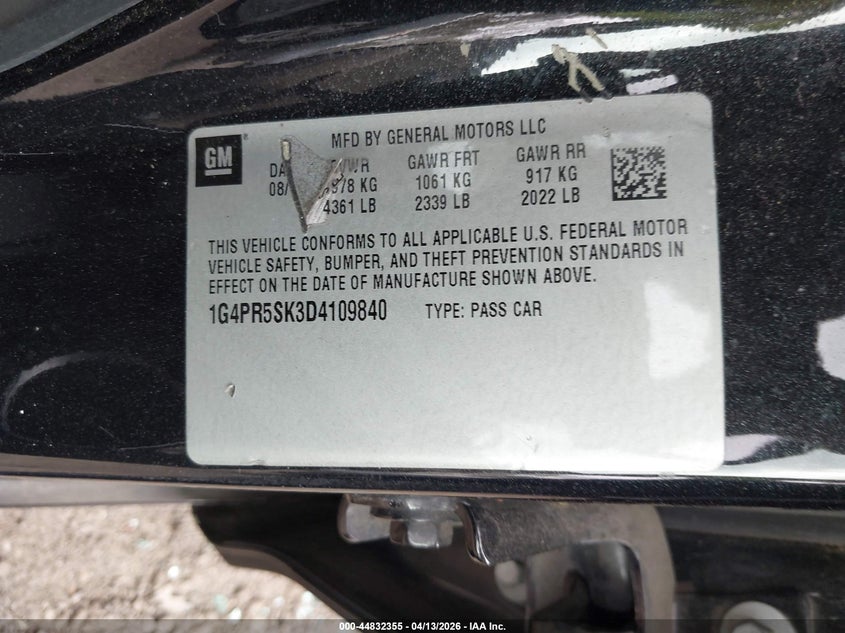 GM
MFD BY GENERAL MOTORS LLC
GAWR FRT GAWR RR
08/ 1061 KG 917 KG
4361 LB 2339 LB 2022 LB
THIS VEHICLE CONFORMS TO ALL APPLICABLE U.S. FEDERAL MOTOR
VEHICLE SAFETY, BUMPER, AND THEFT PREVENTION STANDARDS IN
EFFECT ON THE DATE OF MANUFACTURE SHOWN ABOVE.
1G4PR5SK3D4109840 TYPE: PASS CAR
000-44832355 - 04/13/2026 - IAA Inc.